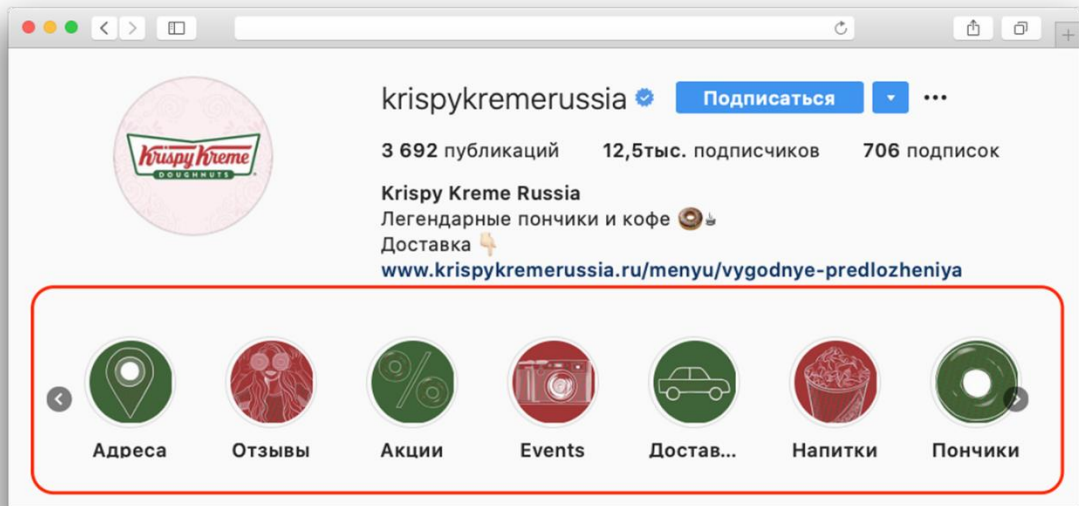 krispykremerussia Подписаться
3 692 публикаций 12,5тыс. подписчиков 706 подписок
Krispy Kreme
DOUGHNUTS
Krispy Kreme Russia
Легендарные пончики и кофе
Доставка
www.krispykremerussia.ru/menyu/vygodnye-predlozheniya
Адреса Отзывы Акции Events Достав... Напитки Пончики